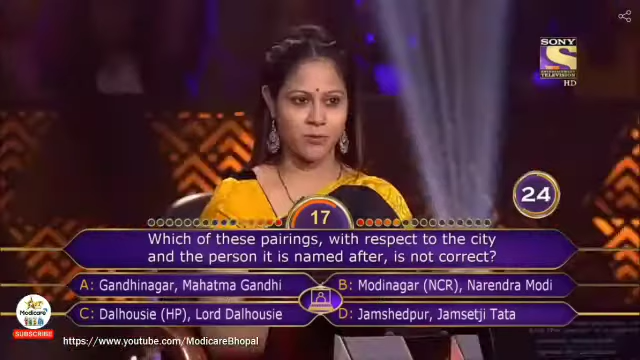 SONY
ENTERTAINMENT
TELEVISION
HD
24
17
Which of these pairings, with respect to the city
and the person it is named after, is not correct?
A: Gandhinagar, Mahatma Gandhi
B: Modinagar (NCR), Narendra Modi
C: Dalhousie (HP), Lord Dalhousie
D: Jamshedpur, Jamsetji Tata
Modicare
SUBSCRIBE
https://www.youtube.com/ModicareBhopal